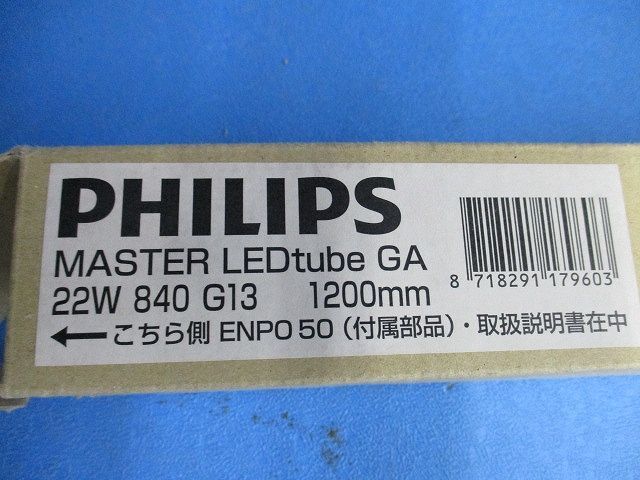 PHILIPS
MASTER LEDtube GA
22W 840 G13 1200mm
8 718291 179603
←こちら側 ENPO 50 (付属部品)・取扱説明書在中